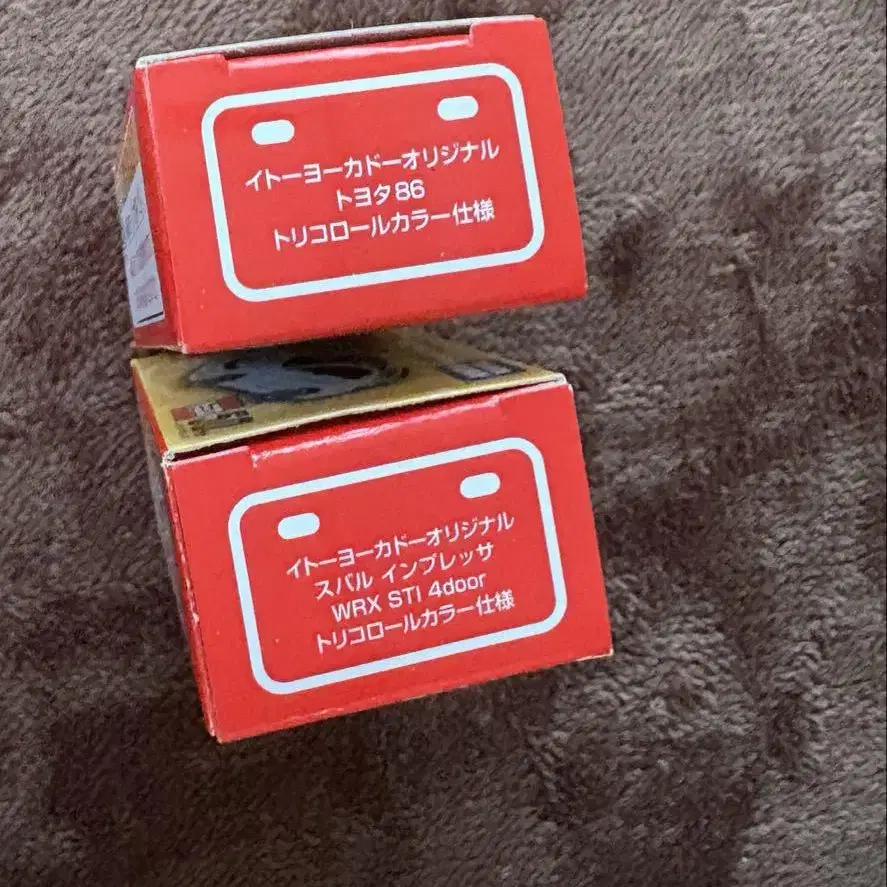 イトーヨーカドーオリジナル
トヨタ86
トリコロールカラー仕様
イトーヨーカドーオリジナル
スバル インプレッサ
WRX STI 4door
トリコロールカラー仕様